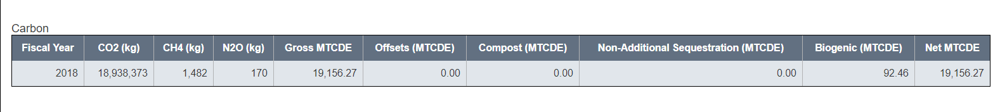 Carbon
Fiscal Year CO2 (kg) CH4 (kg) N2O (kg) Gross MTCDE Offsets (MTCDE) Compost (MTCDE) Non-Additional Sequestration (MTCDE) Biogenic (MTCDE) Net MTCDE
2018 18,938,373 1,482 170 19,156.27 0.00 0.00 0.00 92.46 19,156.27